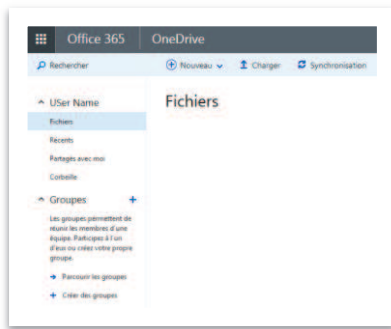 Office 365 OneDrive
Rechercher Nouveau Charger Synchronisation
USer Name
Fichiers
Fichiers
Récents
Partagés avec moi
Corbeille
Groupes
Les groupes permettent de
réunir les membres d'une
équipe. Participez à l'un
d'eux ou créez votre propre
groupe.
Parcourir les groupes
Créer des groupes